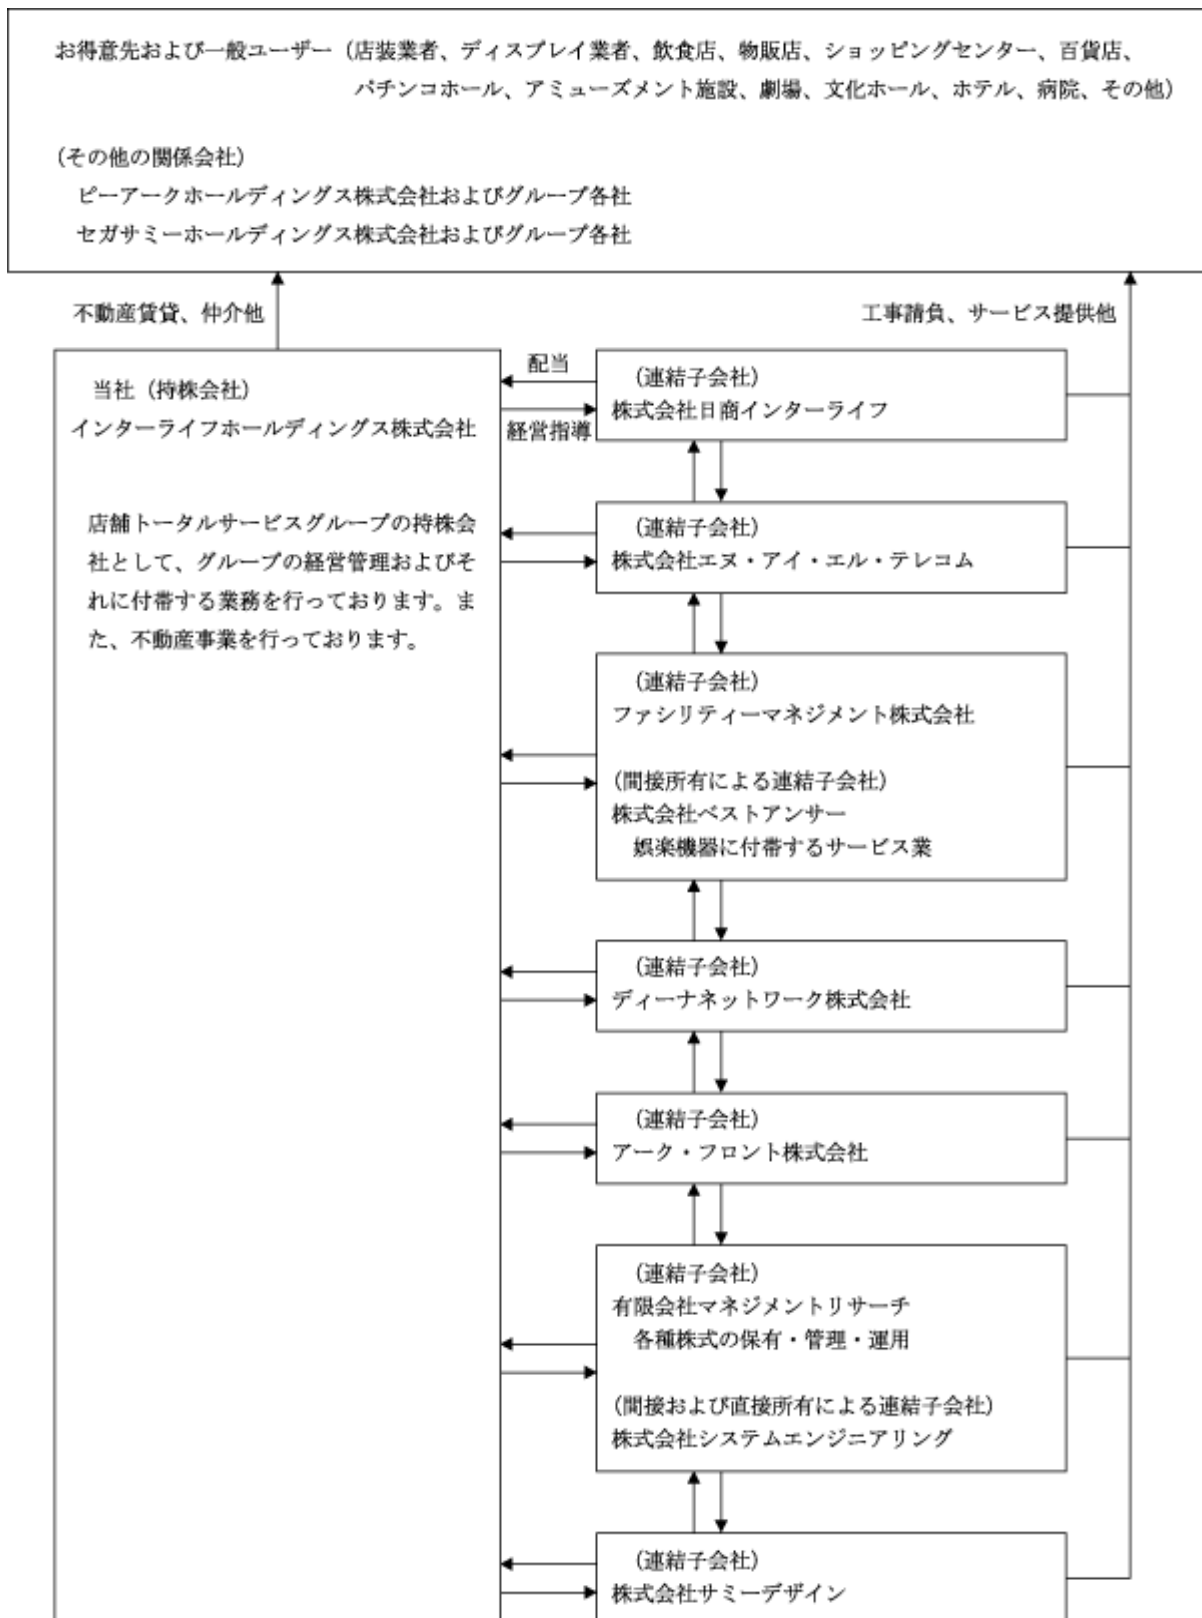 お得意先および一般ユーザー（店装業者、ディスプレイ業者、飲食店、物販店、ショッピングセンター、百貨店、
パチンコホール、アミューズメント施設、劇場、文化ホール、ホテル、病院、その他）
（その他の関係会社）
ピーアークホールディングス株式会社およびグループ各社
セガサミーホールディングス株式会社およびグループ各社
不動産賃貸、仲介他
工事請負、サービス提供他
当社（持株会社）
インターライフホールディングス株式会社
店舗トータルサービスグループの持株会
社として、グループの経営管理およびそ
れに付帯する業務を行っております。ま
た、不動産事業を行っております。
配当
経営指導
（連結子会社）
株式会社日商インターライフ
（連結子会社）
株式会社エヌ・アイ・エル・テレコム
（連結子会社）
ファシリティーマネジメント株式会社
（間接所有による連結子会社）
株式会社ベストアンサー
娯楽機器に付帯するサービス業
（連結子会社）
ディーナネットワーク株式会社
（連結子会社）
アーク・フロント株式会社
（連結子会社）
有限会社マネジメントリサーチ
各種株式の保有・管理・運用
（間接および直接所有による連結子会社）
株式会社システムエンジニアリング
（連結子会社）
株式会社サミーデザイン